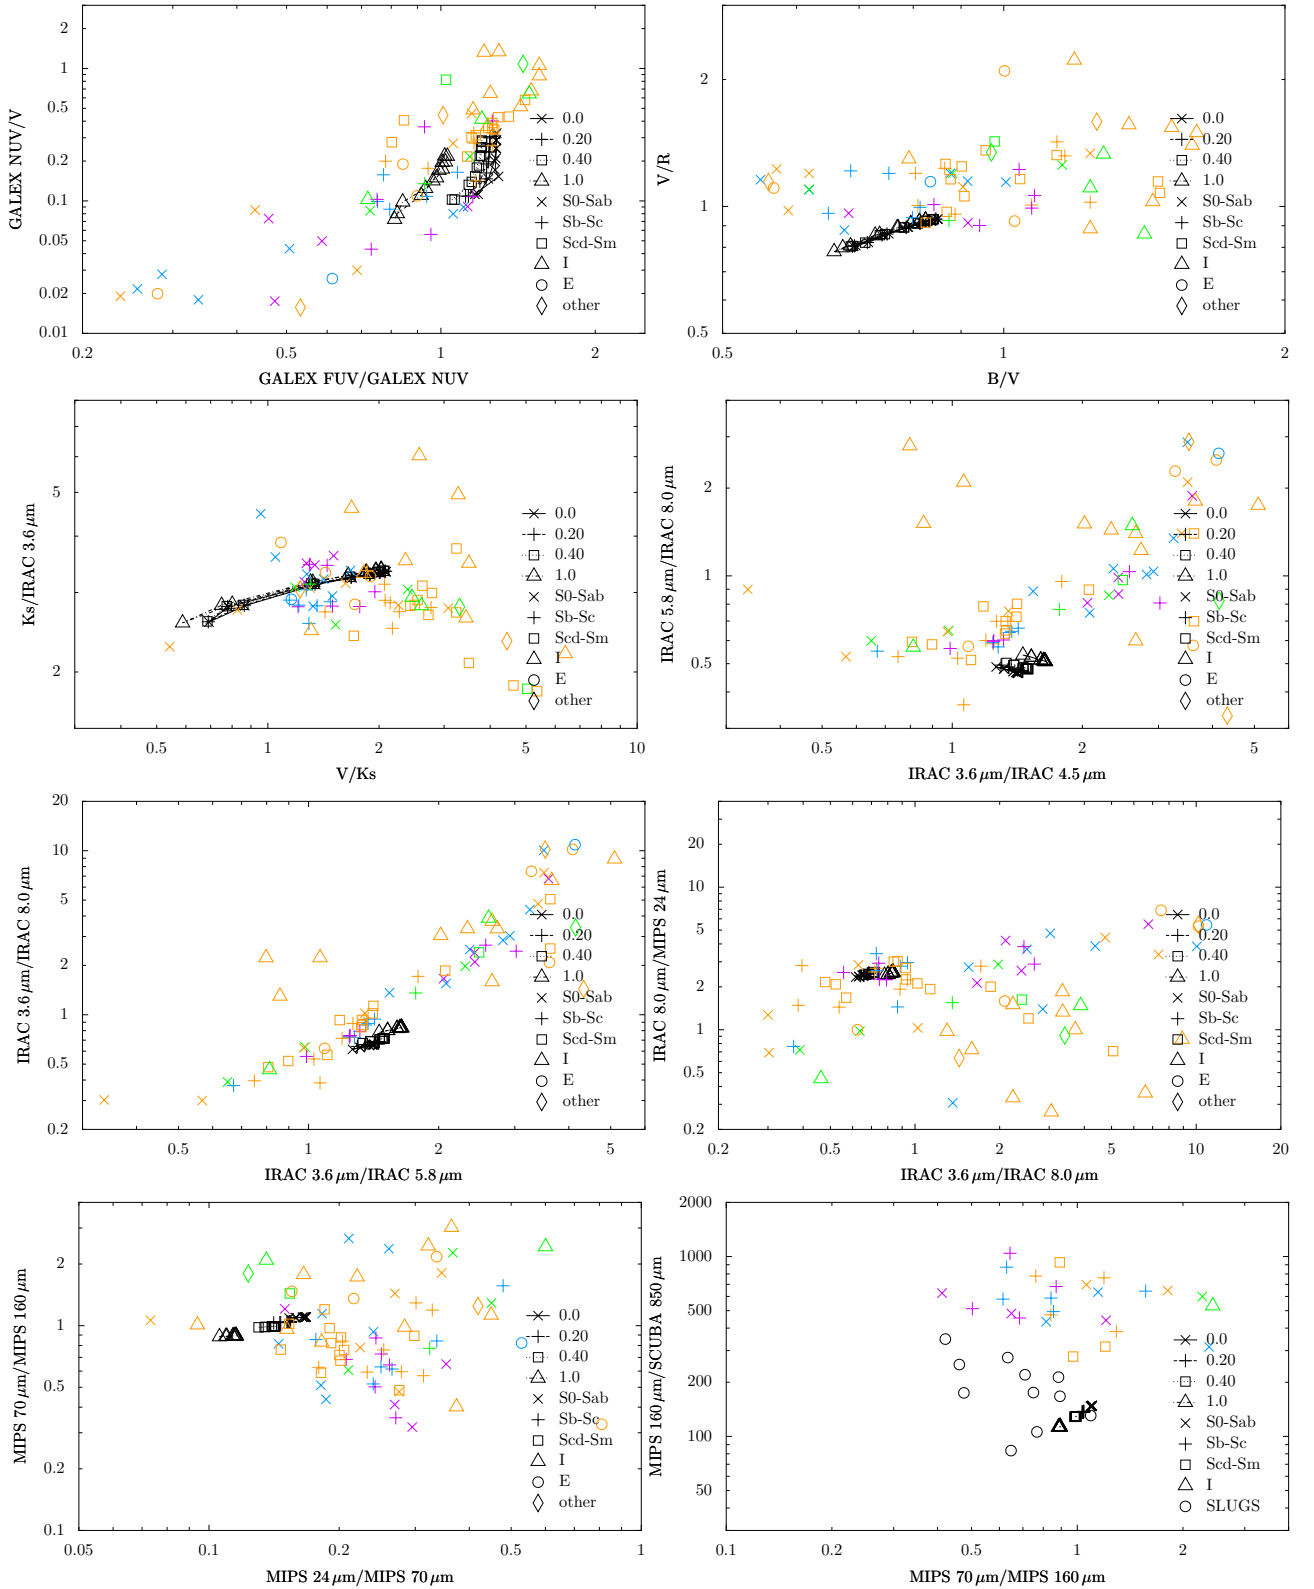 GALEX NUV/V
2
1
0.5
0.2
0.1
0.05
0.02
0.01
0.2
0.5
1
2
GALEX FUV/GALEX NUV
0.0
0.20
0.40
1.0
S0-Sab
Sb-Sc
Scd-Sm
I
E
other
V/R
2
1
0.5
0.5
1
2
B/V
0.0
0.20
0.40
1.0
S0-Sab
Sb-Sc
Scd-Sm
I
E
other
Ks/IRAC 3.6 μm
5
2
0.5
1
2
5
10
V/Ks
0.0
0.20
0.40
1.0
S0-Sab
Sb-Sc
Scd-Sm
I
E
other
IRAC 5.8 μm/IRAC 8.0 μm
2
1
0.5
0.5
1
2
5
IRAC 3.6 μm/IRAC 4.5 μm
0.0
0.20
0.40
1.0
S0-Sab
Sb-Sc
Scd-Sm
I
E
other
IRAC 3.6 μm/IRAC 8.0 μm
20
10
5
2
1
0.5
0.2
0.5
1
2
5
IRAC 3.6 μm/IRAC 5.8 μm
0.0
0.20
0.40
1.0
S0-Sab
Sb-Sc
Scd-Sm
I
E
other
IRAC 8.0 μm/MIPS 24 μm
20
10
5
2
1
0.5
0.2
0.2
0.5
1
2
5
10
20
IRAC 3.6 μm/IRAC 8.0 μm
0.0
0.20
0.40
1.0
S0-Sab
Sb-Sc
Scd-Sm
I
E
other
MIPS 70 μm/MIPS 160 μm
2
1
0.5
0.1
0.05
0.1
0.2
0.5
1
MIPS 24 μm/MIPS 70 μm
0.0
0.20
0.40
1.0
S0-Sab
Sb-Sc
Scd-Sm
I
E
other
MIPS 160 μm/SCUBA 850 μm
2000
1000
500
200
100
50
0.2
0.5
1
2
MIPS 70 μm/MIPS 160 μm
0.0
0.20
0.40
1.0
S0-Sab
Sb-Sc
Scd-Sm
I
SLUGS